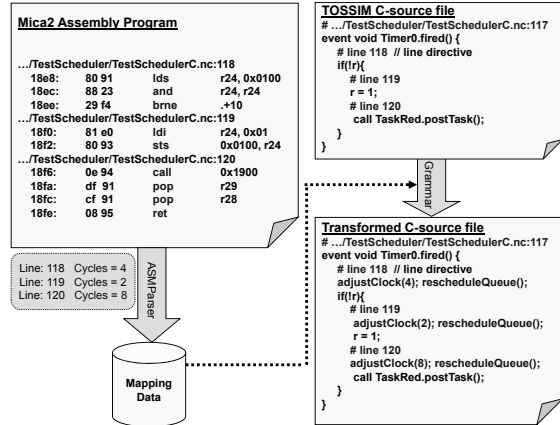 Mica2 Assembly Program
…/TestScheduler/TestSchedulerC.nc:118
18e8: 80 91 lds r24, 0x0100
18ec: 88 23 and r24, r24
18ee: 29 f4 brne .+10
…/TestScheduler/TestSchedulerC.nc:119
18f0: 81 e0 ldi r24, 0x01
18f2: 80 93 sts 0x0100, r24
…/TestScheduler/TestSchedulerC.nc:120
18f6: 0e 94 call 0x1900
18fa: df 91 pop r29
18fc: cf 91 pop r28
18fe: 08 95 ret
Line: 118 Cycles = 4
Line: 119 Cycles = 2
Line: 120 Cycles = 8
ASMParser
Mapping
Data
TOSSIM C-source file
# …/TestScheduler/TestSchedulerC.nc:117
event void Timer0.fired() {
# line 118 // line directive
if(!r){
# line 119
r = 1;
# line 120
call TaskRed.postTask();
}
}
Grammar
Transformed C-source file
# …/TestScheduler/TestSchedulerC.nc:117
event void Timer0.fired() {
# line 118 // line directive
adjustClock(4); rescheduleQueue();
if(!r){
# line 119
adjustClock(2); rescheduleQueue();
r = 1;
# line 120
adjustClock(8); rescheduleQueue();
call TaskRed.postTask();
}
}